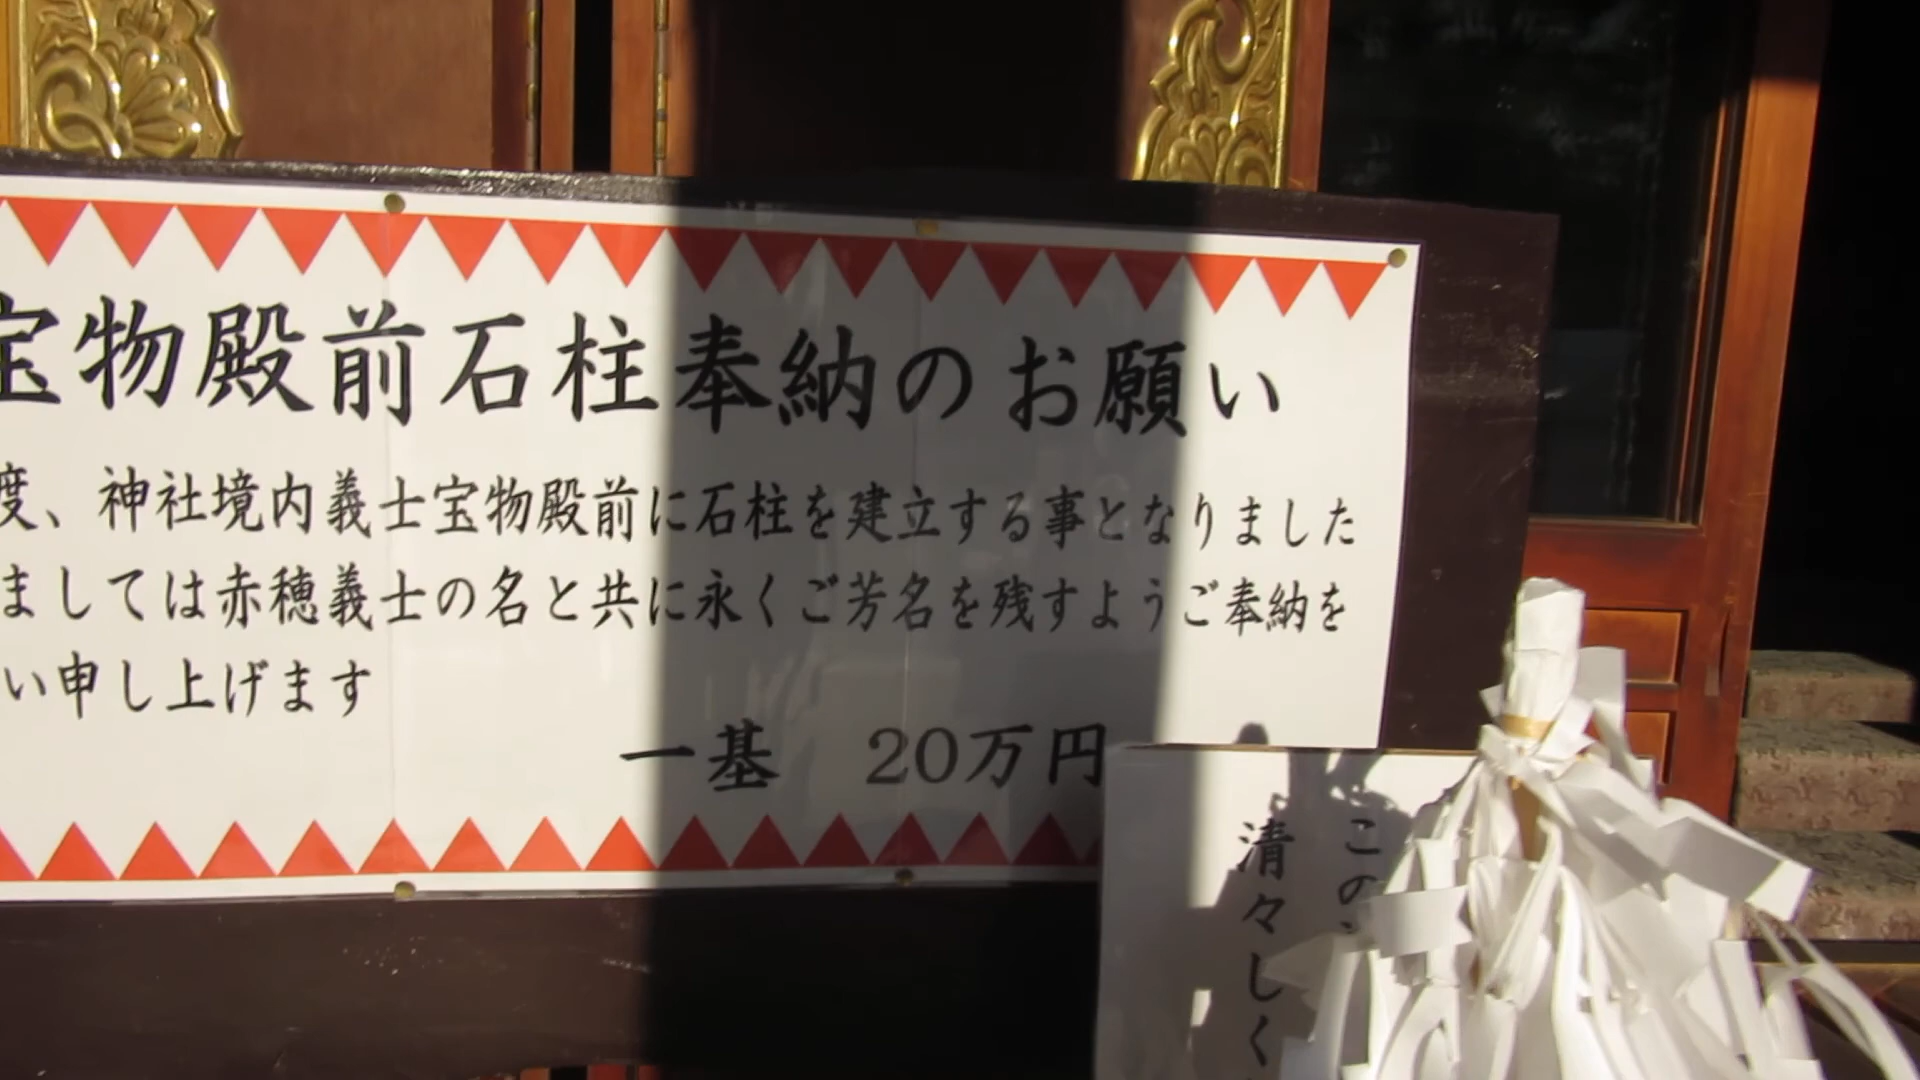 宝物殿前石柱奉納のお願い
度、神社境内義士宝物殿前に石柱を建立する事となりました
ましては赤穂義士の名と共に永くご芳名を残すようご奉納を
い申し上げます
一基 20万円
この
清々しく